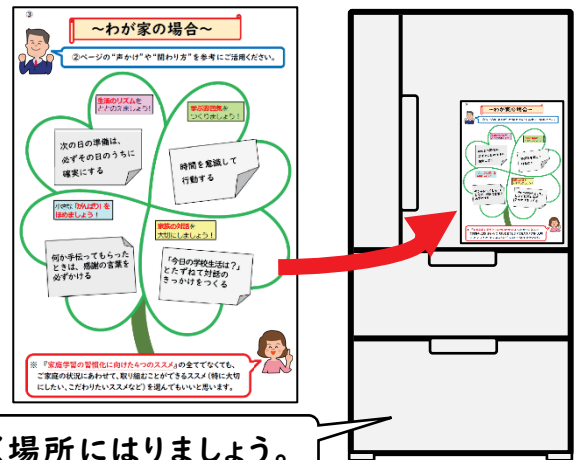 ③
～わが家の場合～
②ページの“声かけ”や“関わり方”を参考にご活用ください。
生活のリズムを
ととのえましょう！
学ぶ雰囲気を
つくりましょう！
次の日の準備は、
必ずその日のうちに
確実にする
時間を意識して
行動する
小さな「がんばり」を
ほめましょう！
家族の対話を
大切にしましょう！
何か手伝ってもらった
ときは、感謝の言葉を
必ずかける
「今日の学校生活は？」
とたずねて対話の
きっかけをつくる
※ 『家庭学習の習慣化に向けた4つのススメ』の全てでなくても、
ご家庭の状況にあわせて、取り組むことができるススメ（特に大切
にしたい、こだわりたいススメなど）を選んでもいいと思います。
～わが家の場合～
く場所にはりましょう。